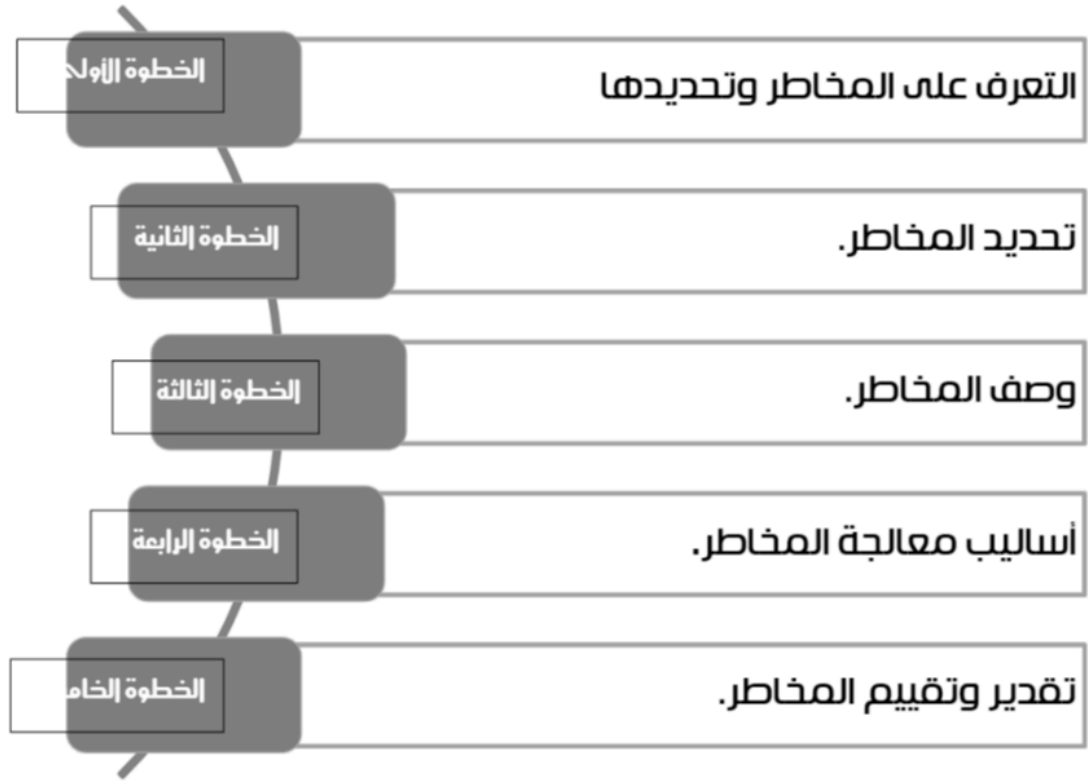 الخطوة الأولى
التعرف على المخاطر وتحديدها
الخطوة الثانية
تحديد المخاطر.
الخطوة الثالثة
وصف المخاطر.
الخطوة الرابعة
أساليب معالجة المخاطر.
الخطوة
تقدير وتقييم المخاطر.